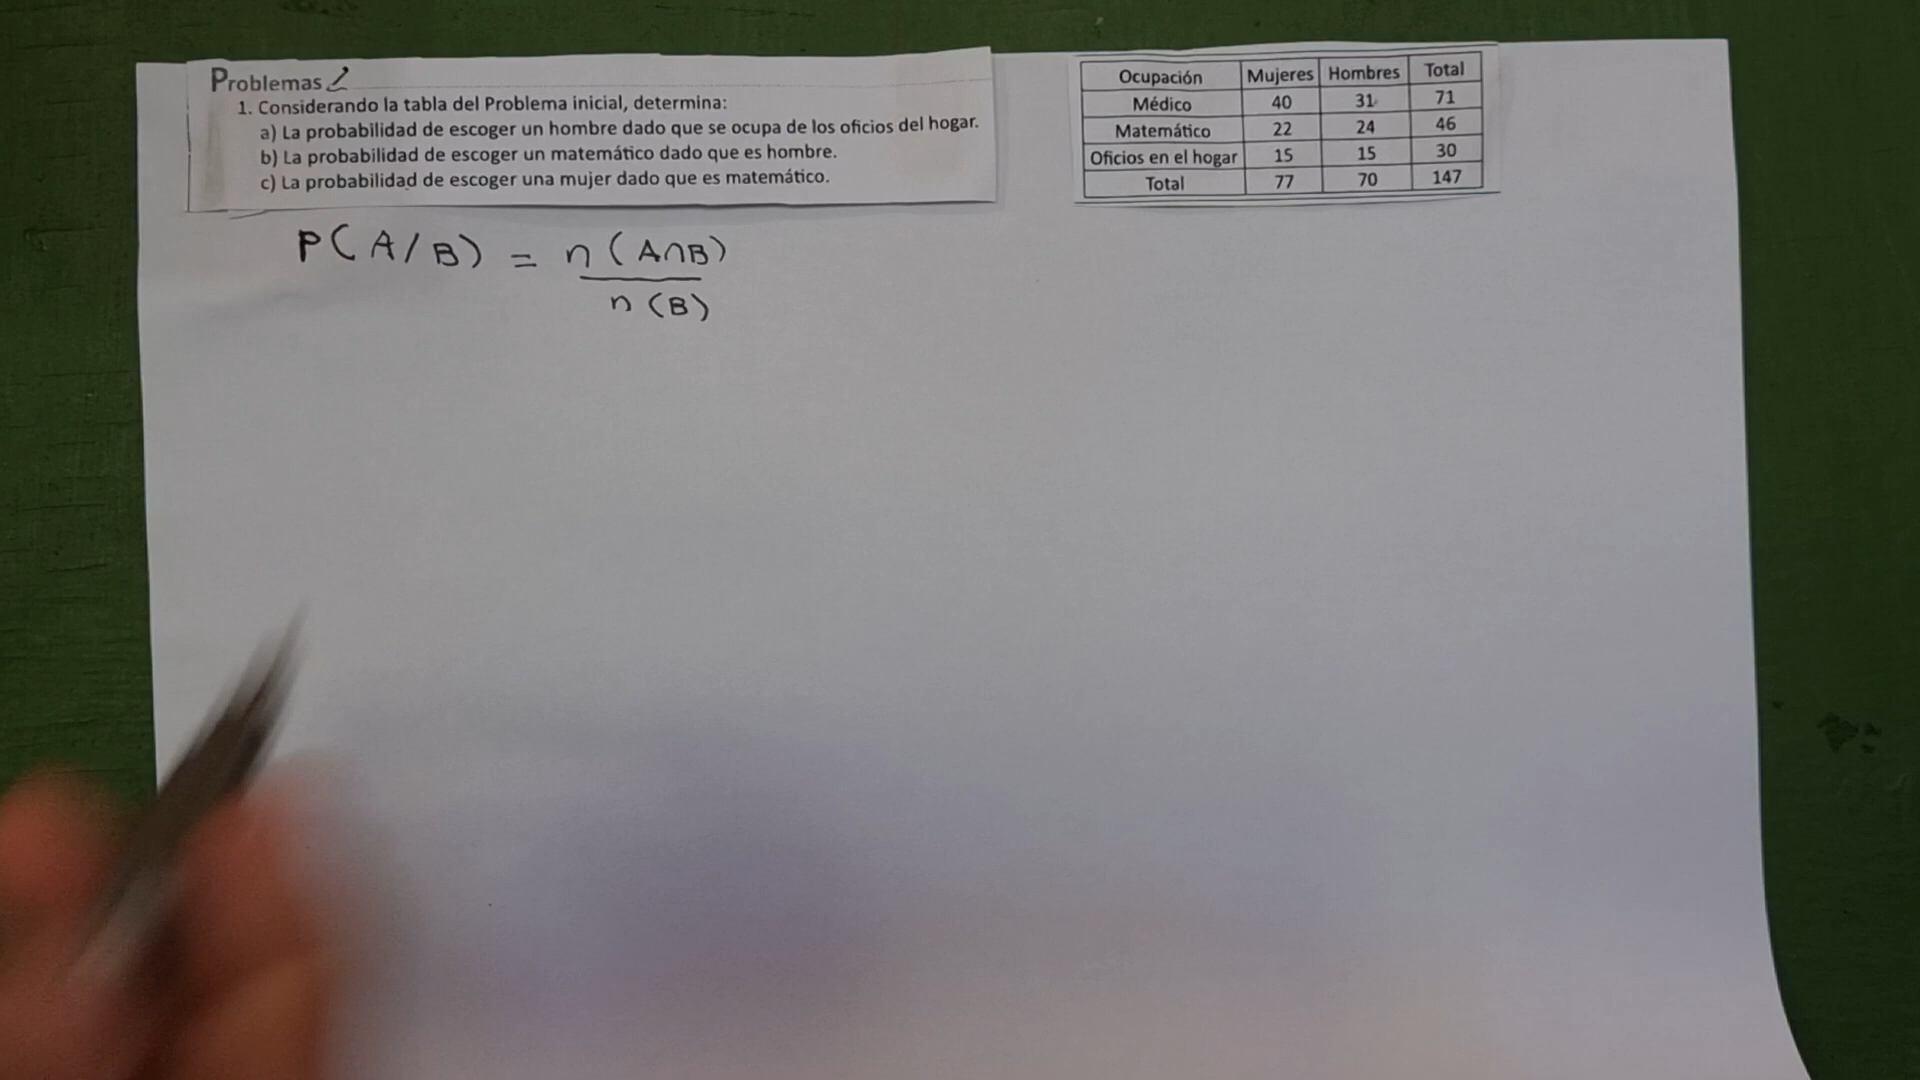 Problemas 2
1. Considerando la tabla del Problema inicial, determina:
a) La probabilidad de escoger un hombre dado que se ocupa de los oficios del hogar.
b) La probabilidad de escoger un matemático dado que es hombre.
c) La probabilidad de escoger una mujer dado que es matemático.
Ocupación Mujeres Hombres Total
Médico 40 31 71
Matemático 22 24 46
Oficios en el hogar 15 15 30
Total 77 70 147
P(A/B) = n(A∩B)
n(B)